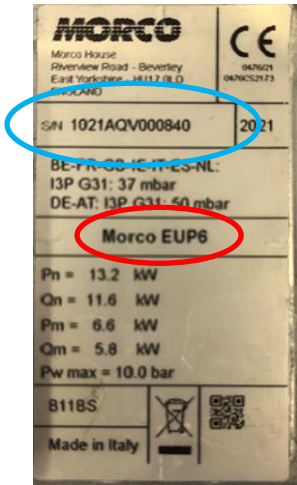 MORCO
Morco House
Riverview Road - Beverley
East Yorkshire - HU17 0LD
ENGLAND
CE
0476/21
0476CS2173
S/N 1021AQV000840
2021
BE-FR-GB-IE-IT-ES-NL:
I3P G31: 37 mbar
DE-AT: I3P G31: 50 mbar
Morco EUP6
Pn = 13.2 kW
Qn = 11.6 kW
Pm = 6.6 kW
Qm = 5.8 kW
Pw max = 10.0 bar
B11BS
Made in Italy